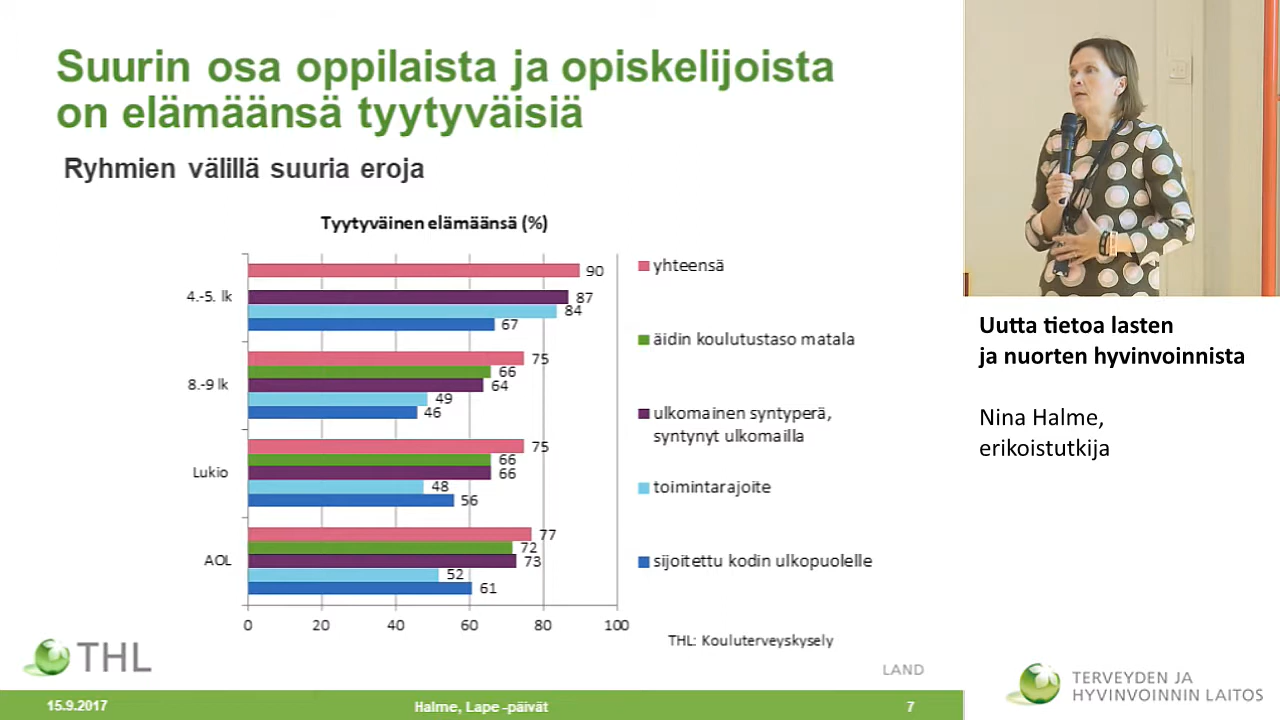 Suurin osa oppilaista ja opiskelijoista
on elämäänsä tyytyväisiä
Ryhmien välillä suuria eroja
Tyytyväinen elämäänsä (%)
4.-5. lk
90
87
84
67
8.-9 lk
75
66
64
49
46
Lukio
75
66
66
48
56
AOL
77
72
73
52
61
0 20 40 60 80 100
yhteensä
äidin koulutustaso matala
ulkomainen syntyperä,
syntynyt ulkomailla
toimintarajoite
sijoitettu kodin ulkopuolelle
THL: Kouluterveyskysely
THL
LAND
15.9.2017
Halme, Lape -päivät
7
Uutta tietoa lasten
ja nuorten hyvinvoinnista
Nina Halme,
erikoistutkija
TERVEYDEN JA
HYVINVOINNIN LAITOS